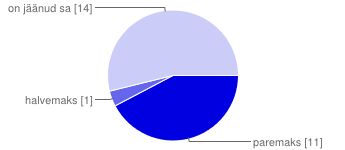 on jäänud sa [14]
halvemaks [1]
paremaks [11]